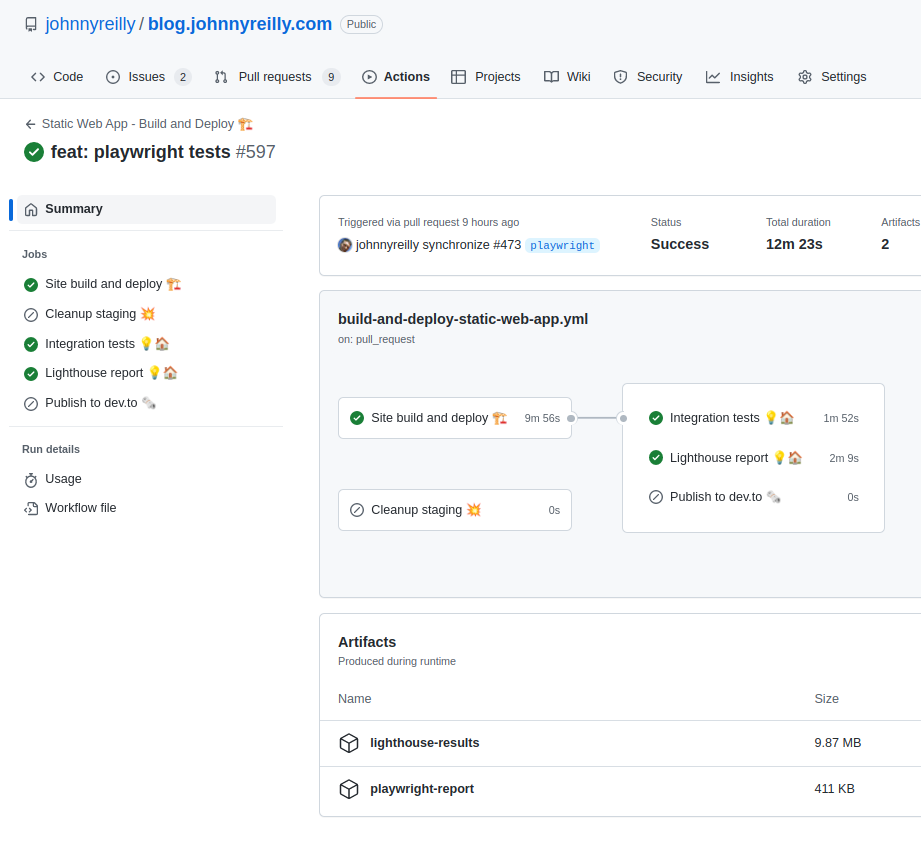 johnnyreilly / blog.johnnyreilly.com Public
Code Issues 2 Pull requests 9 Actions Projects Wiki Security Insights Settings
Static Web App - Build and Deploy 🏗️
feat: playwright tests #597
Summary
Jobs
Site build and deploy 🏗️
Cleanup staging 💥
Integration tests 💡🏠
Lighthouse report 💡🏠
Publish to dev.to 🗞️
Run details
Usage
Workflow file
Triggered via pull request 9 hours ago
johnnyreilly synchronize #473 playwright
Status
Success
Total duration
12m 23s
Artifacts
2
build-and-deploy-static-web-app.yml
on: pull_request
Site build and deploy 🏗️ 9m 56s
Cleanup staging 💥 0s
Integration tests 💡🏠 1m 52s
Lighthouse report 💡🏠 2m 9s
Publish to dev.to 🗞️ 0s
Artifacts
Produced during runtime
Name Size
lighthouse-results 9.87 MB
playwright-report 411 KB